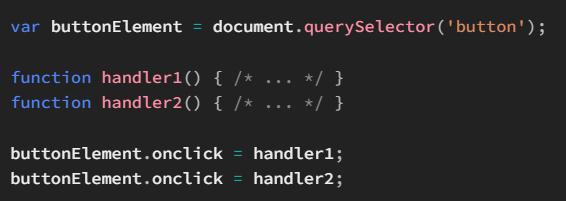 var buttonElement = document.querySelector('button');
function handler1() { /* ... */ }
function handler2() { /* ... */ }
buttonElement.onclick = handler1;
buttonElement.onclick = handler2;